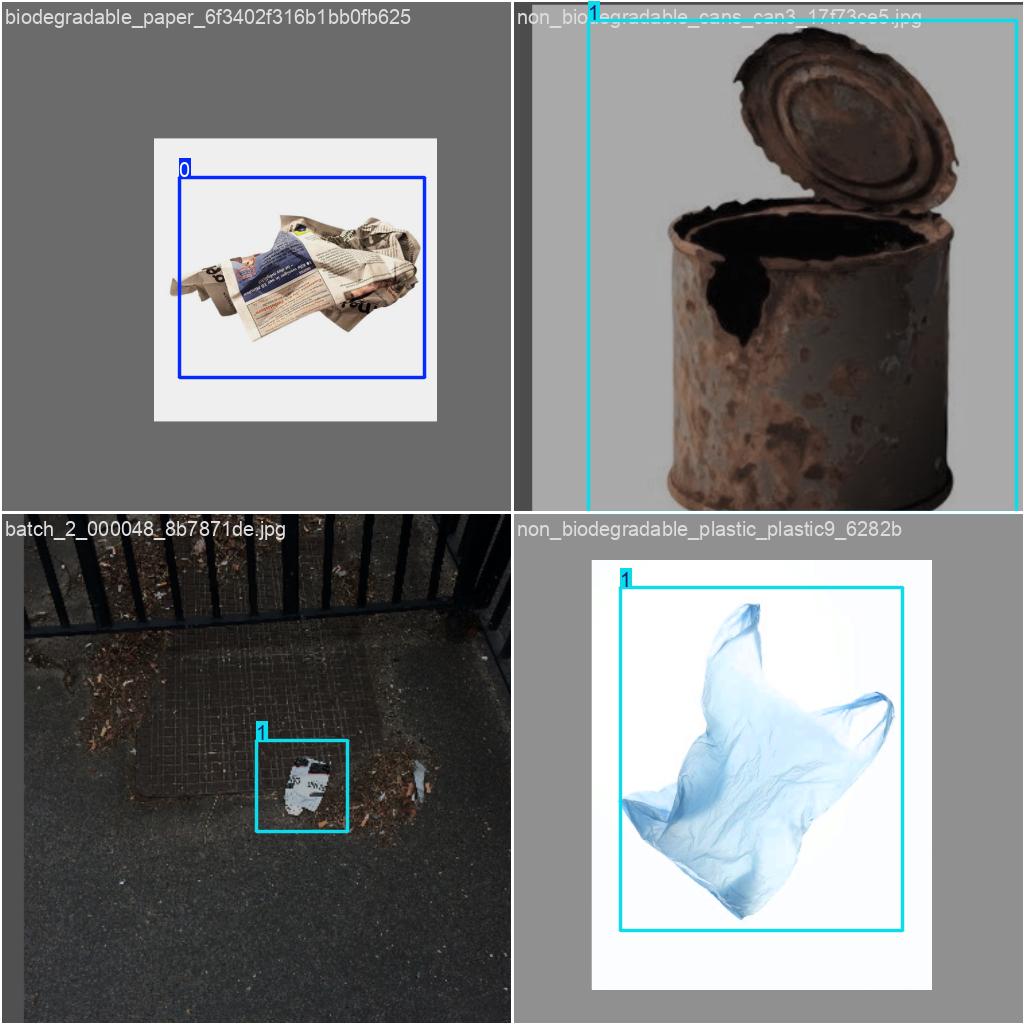 biodegradable_paper_6f3402f316b1bb0fb625
0
non_biodegradable_cans_can3_17f73ce5.jpg
1
batch_2_000048_8b7871de.jpg
1
non_biodegradable_plastic_plastic9_6282b
1